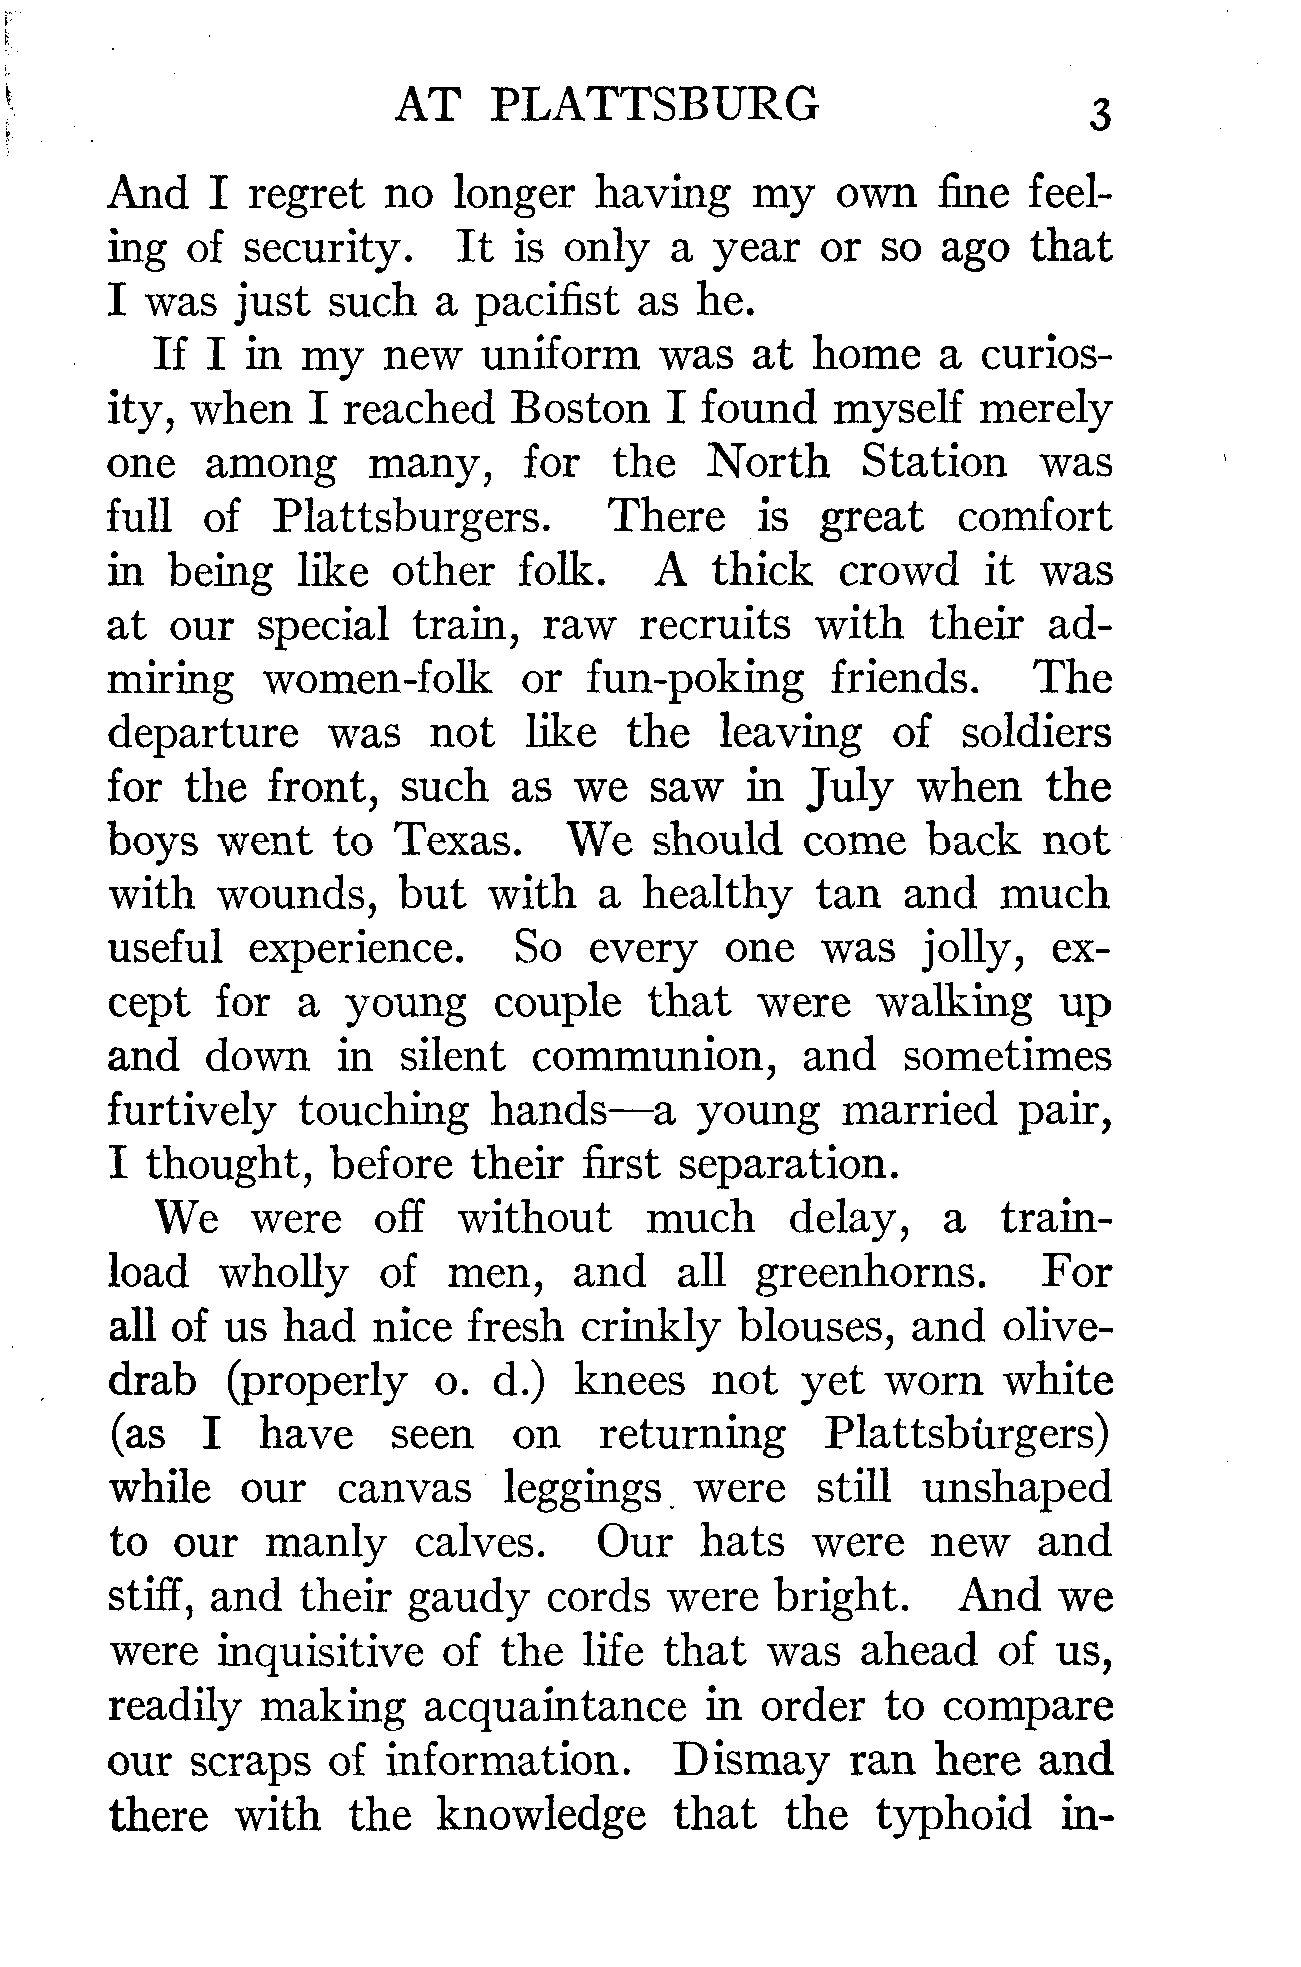 AT PLATTSBURG 3
And I regret no longer having my own fine feel-
ing of security. It is only a year or so ago that
I was just such a pacifist as he.
If I in my new uniform was at home a curios-
ity, when I reached Boston I found myself merely
one among many, for the North Station was
full of Plattsburgers. There is great comfort
in being like other folk. A thick crowd it was
at our special train, raw recruits with their ad-
miring women-folk or fun-poking friends. The
departure was not like the leaving of soldiers
for the front, such as we saw in July when the
boys went to Texas. We should come back not
with wounds, but with a healthy tan and much
useful experience. So every one was jolly, ex-
cept for a young couple that were walking up
and down in silent communion, and sometimes
furtively touching hands—a young married pair,
I thought, before their first separation.
We were off without much delay, a train-
load wholly of men, and all greenhorns. For
all of us had nice fresh crinkly blouses, and olive-
drab (properly o. d.) knees not yet worn white
(as I have seen on returning Plattsburgers)
while our canvas leggings were still unshaped
to our manly calves. Our hats were new and
stiff, and their gaudy cords were bright. And we
were inquisitive of the life that was ahead of us,
readily making acquaintance in order to compare
our scraps of information. Dismay ran here and
there with the knowledge that the typhoid in-